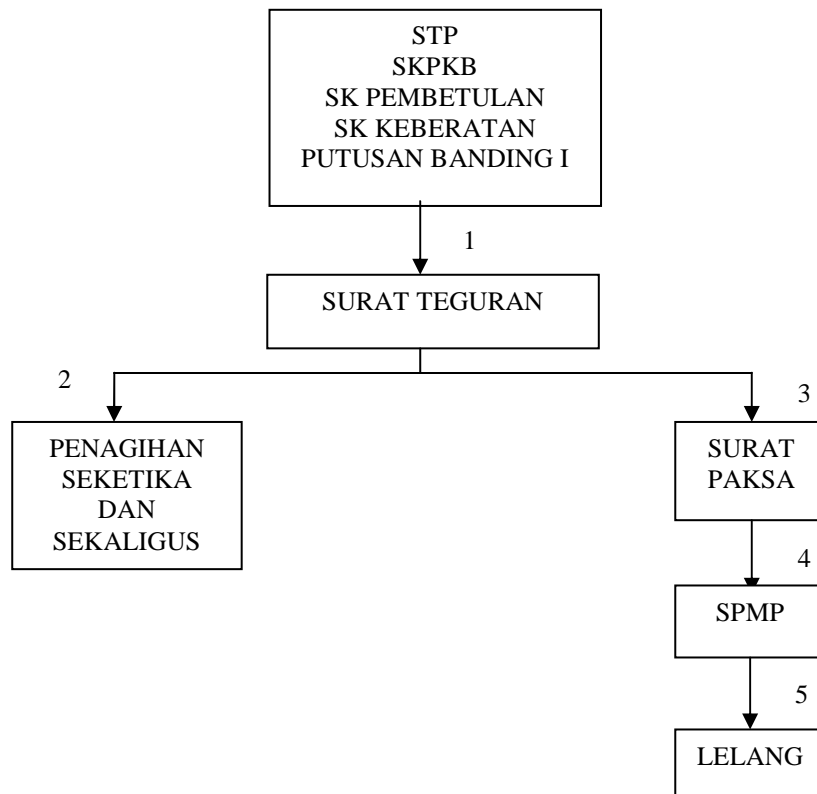 STP
SKPKB
SK PEMBETULAN
SK KEBERATAN
PUTUSAN BANDING I
1
SURAT TEGURAN
2
3
PENAGIHAN
SEKETIKA
DAN
SEKALIGUS
SURAT
PAKSA
4
SPMP
5
LELANG